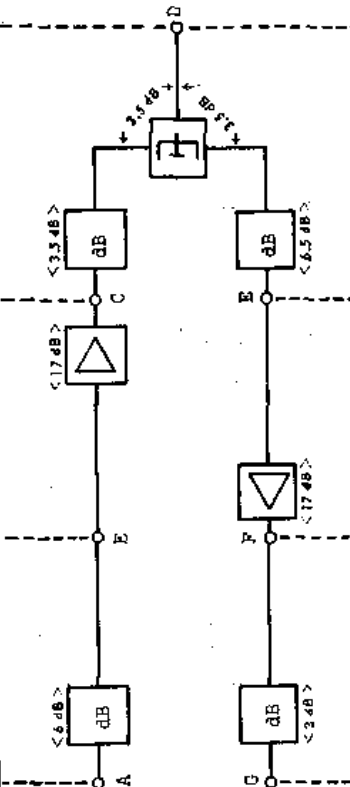 D
3,5 dB
3,5 dB
<3,5 dB>
dB
dB
<6,5 dB>
C
E
<17 dB>
<17 dB>
B
F
<6 dB>
dB
dB
<3 dB>
A
G